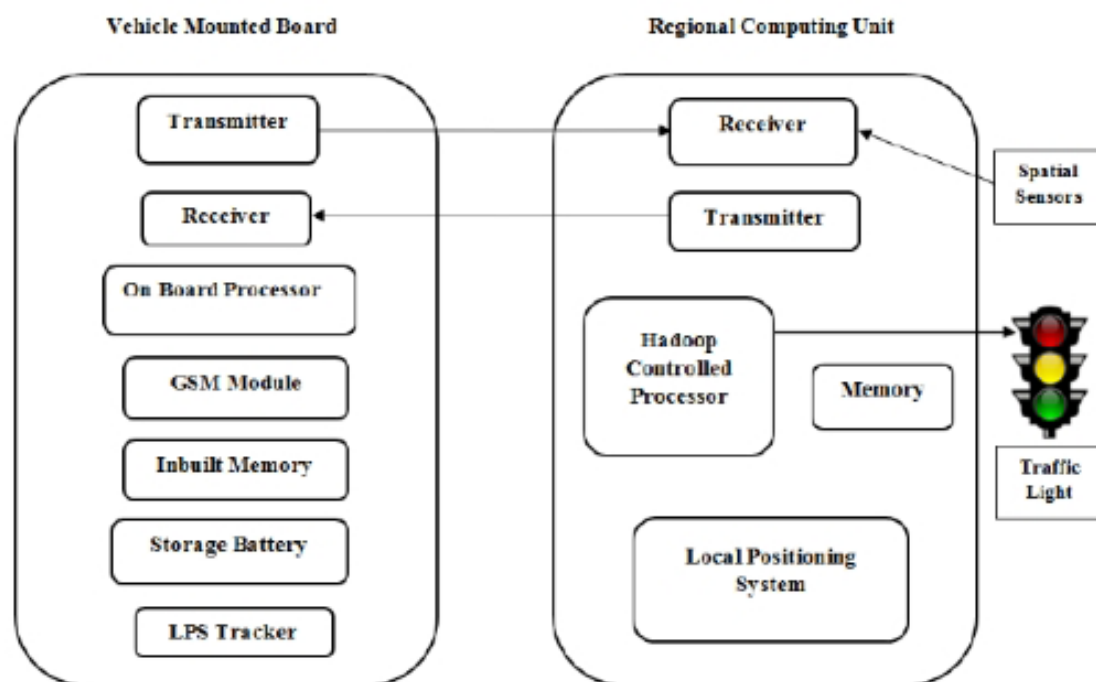 Vehicle Mounted Board
Regional Computing Unit
Transmitter
Receiver
On Board Processor
GSM Module
Inbuilt Memory
Storage Battery
LPS Tracker
Receiver
Transmitter
Hadoop
Controlled
Processor
Memory
Local Positioning
System
Spatial
Sensors
Traffic
Light